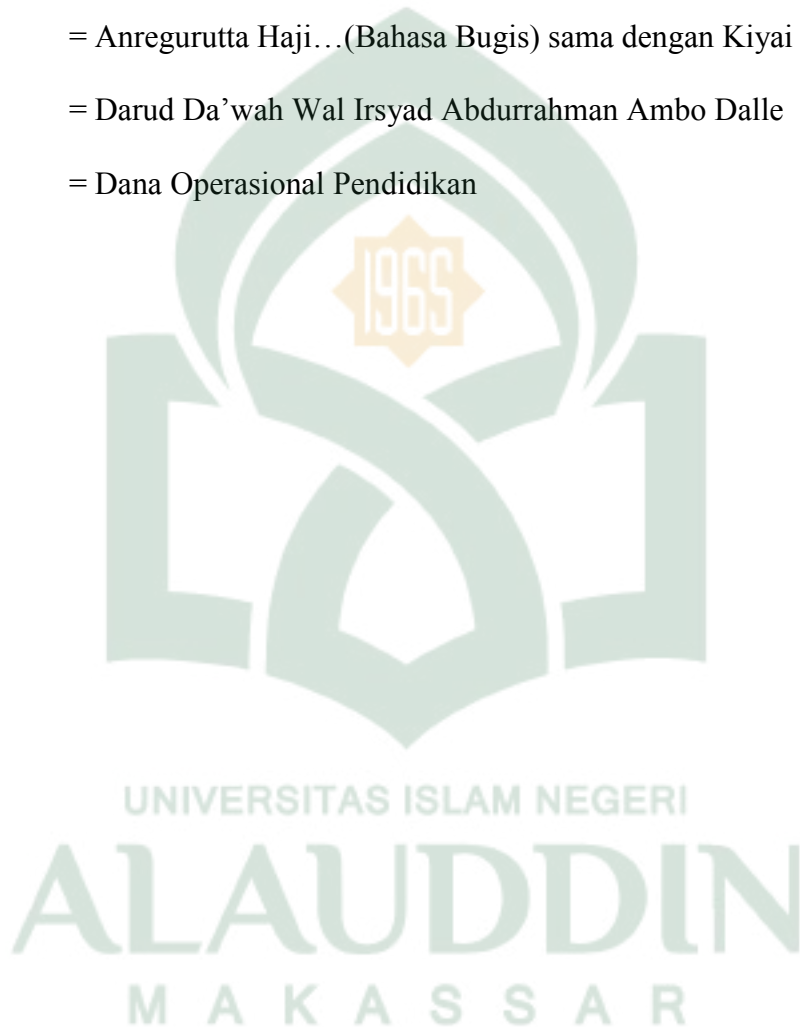 = Anregurutta Haji…(Bahasa Bugis) sama dengan Kiyai
= Darud Da’wah Wal Irsyad Abdurrahman Ambo Dalle
= Dana Operasional Pendidikan
1965
UNIVERSITAS ISLAM NEGERI
ALAUDDIN
MAKASSAR